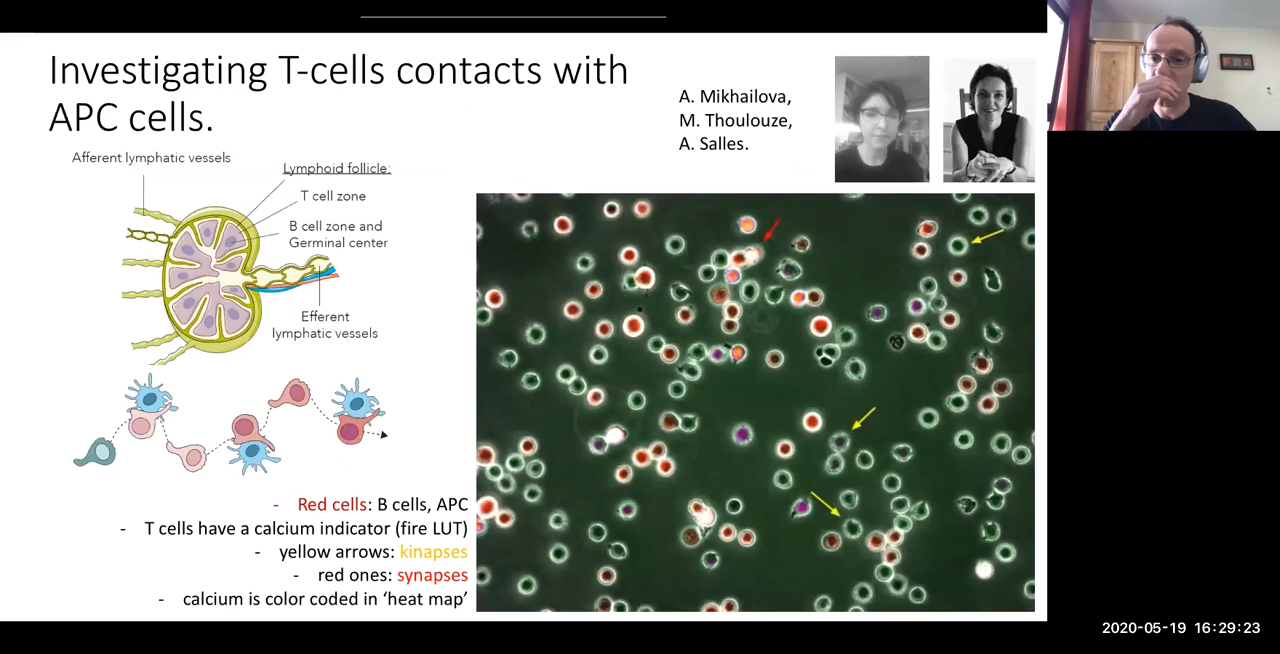 Investigating T-cells contacts with
APC cells.
A. Mikhailova,
M. Thoulouze,
A. Salles.
Afferent lymphatic vessels
Lymphoid follicle:
T cell zone
B cell zone and
Germinal center
Efferent
lymphatic vessels
- Red cells: B cells, APC
- T cells have a calcium indicator (fire LUT)
- yellow arrows: kinapses
- red ones: synapses
- calcium is color coded in ‘heat map’
2020-05-19 16:29:23